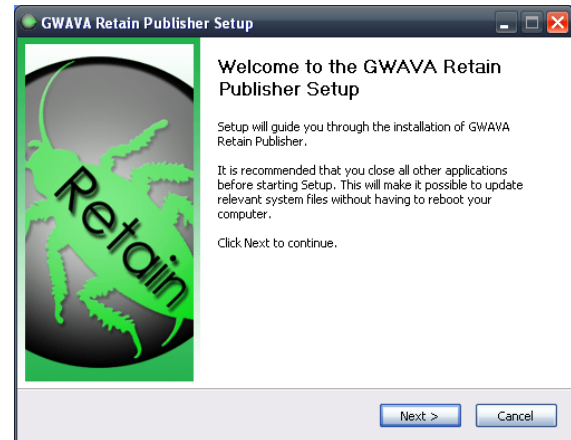 GWAVA Retain Publisher Setup
Welcome to the GWAVA Retain
Publisher Setup
Setup will guide you through the installation of GWAVA
Retain Publisher.
It is recommended that you close all other applications
before starting Setup. This will make it possible to update
relevant system files without having to reboot your
computer.
Click Next to continue.
Retain
Next >
Cancel